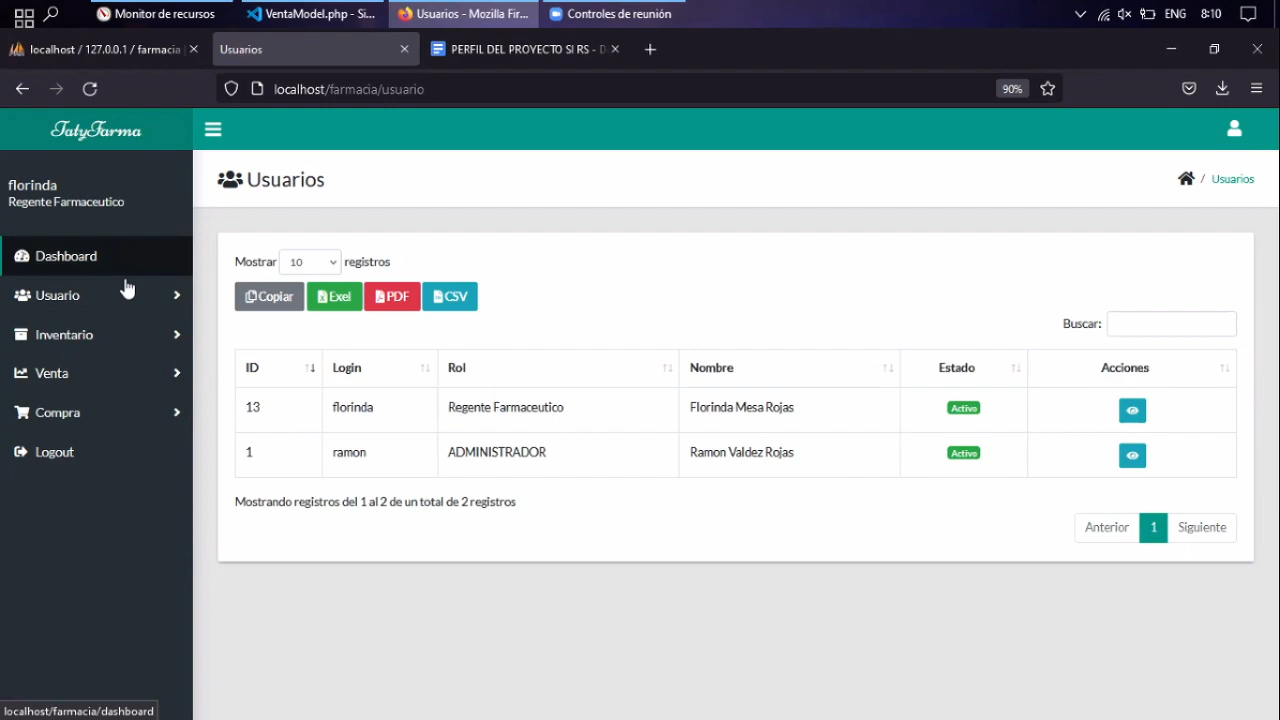 Monitor de recursos
VentaModel.php - Si...
Usuarios - Mozilla Fir...
Controles de reunión
ENG
8:10
localhost / 127.0.0.1 / farmacia
Usuarios
PERFIL DEL PROYECTO SI RS - D
localhost/farmacia/usuario
90%
TatyFarma
florinda
Regente Farmaceutico
Dashboard
Usuario
Inventario
Venta
Compra
Logout
Usuarios
/ Usuarios
Mostrar 10 registros
Copiar Exel PDF CSV
Buscar:
ID Login Rol Nombre Estado Acciones
13 florinda Regente Farmaceutico Florinda Mesa Rojas Activo
1 ramon ADMINISTRADOR Ramon Valdez Rojas Activo
Mostrando registros del 1 al 2 de un total de 2 registros
Anterior 1 Siguiente
localhost/farmacia/dashboard